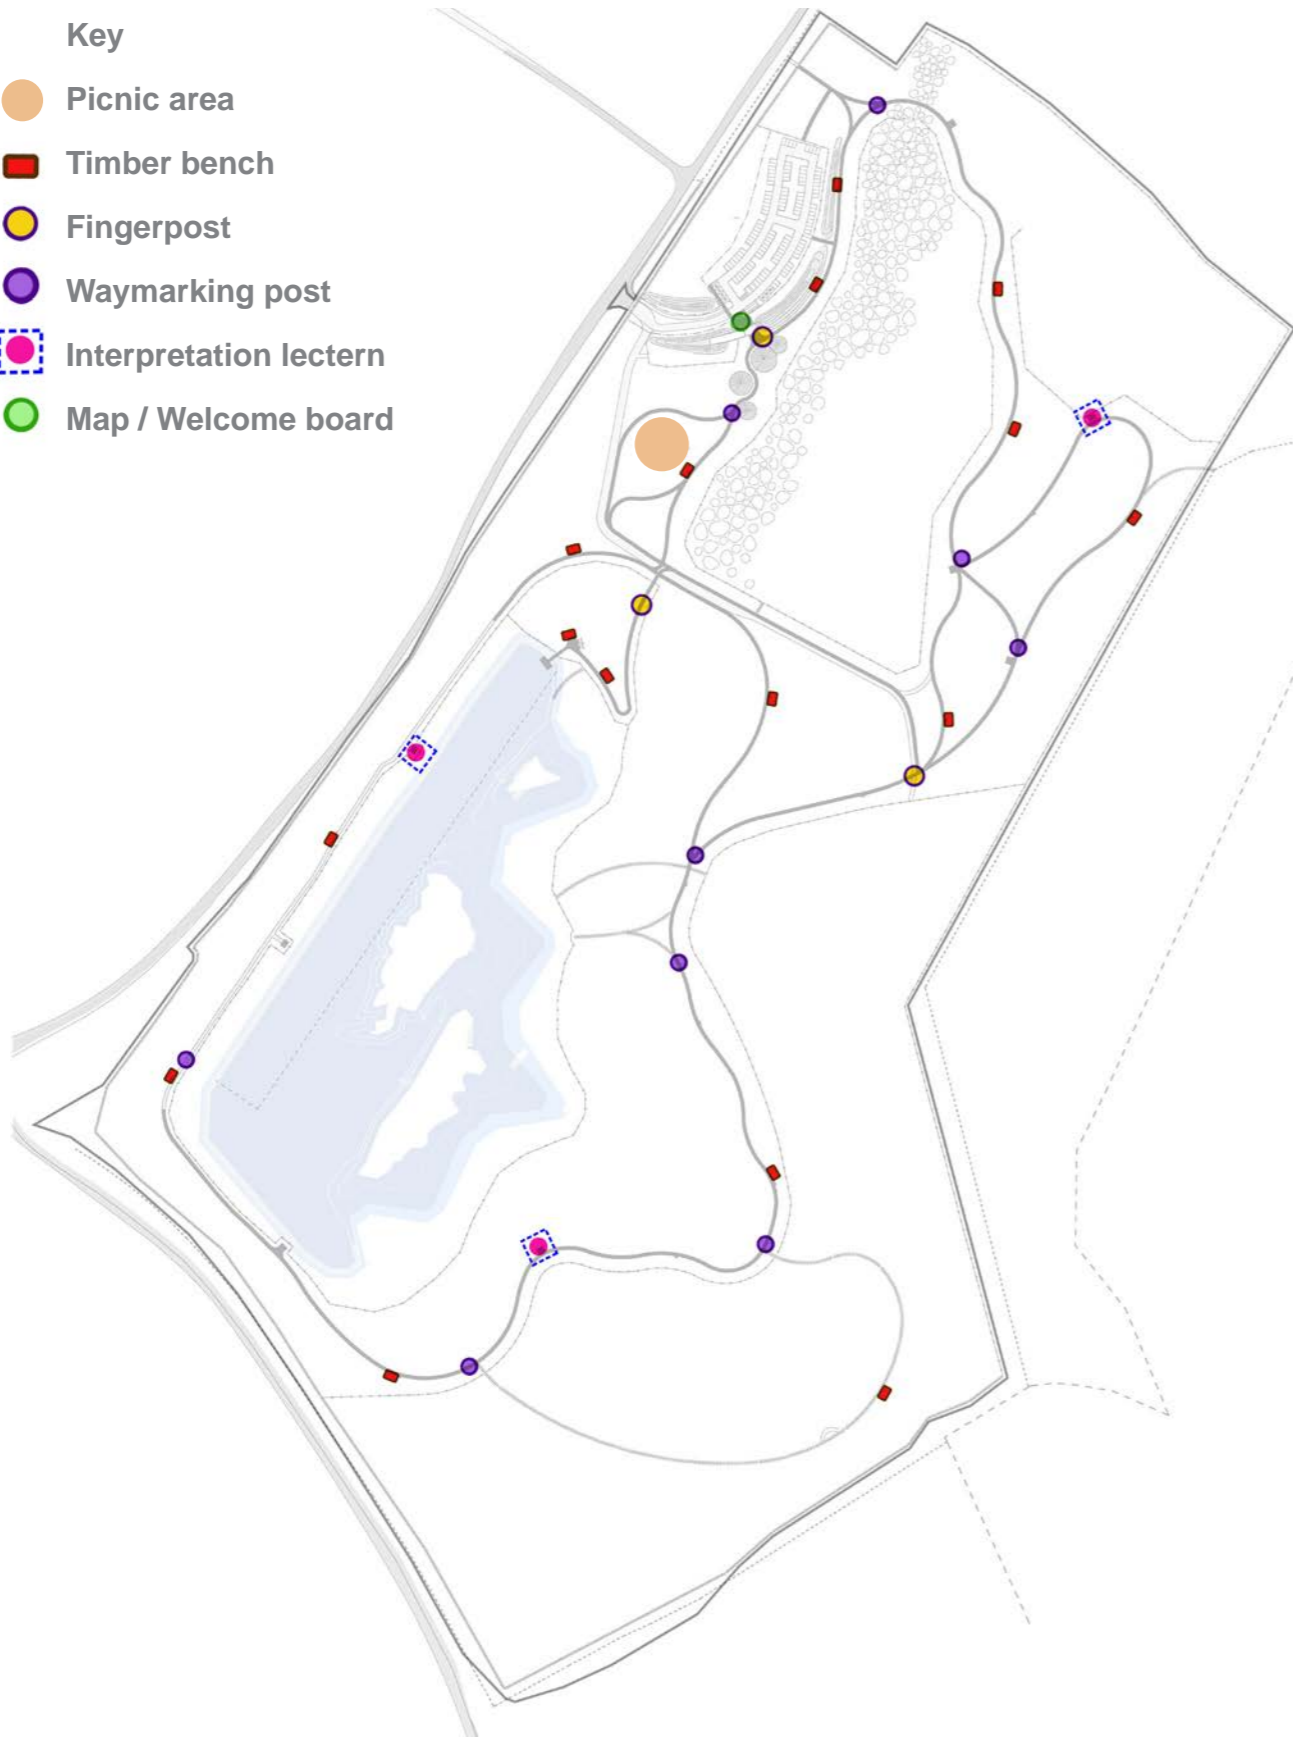 Key
Picnic area
Timber bench
Fingerpost
Waymarking post
Interpretation lectern
Map / Welcome board